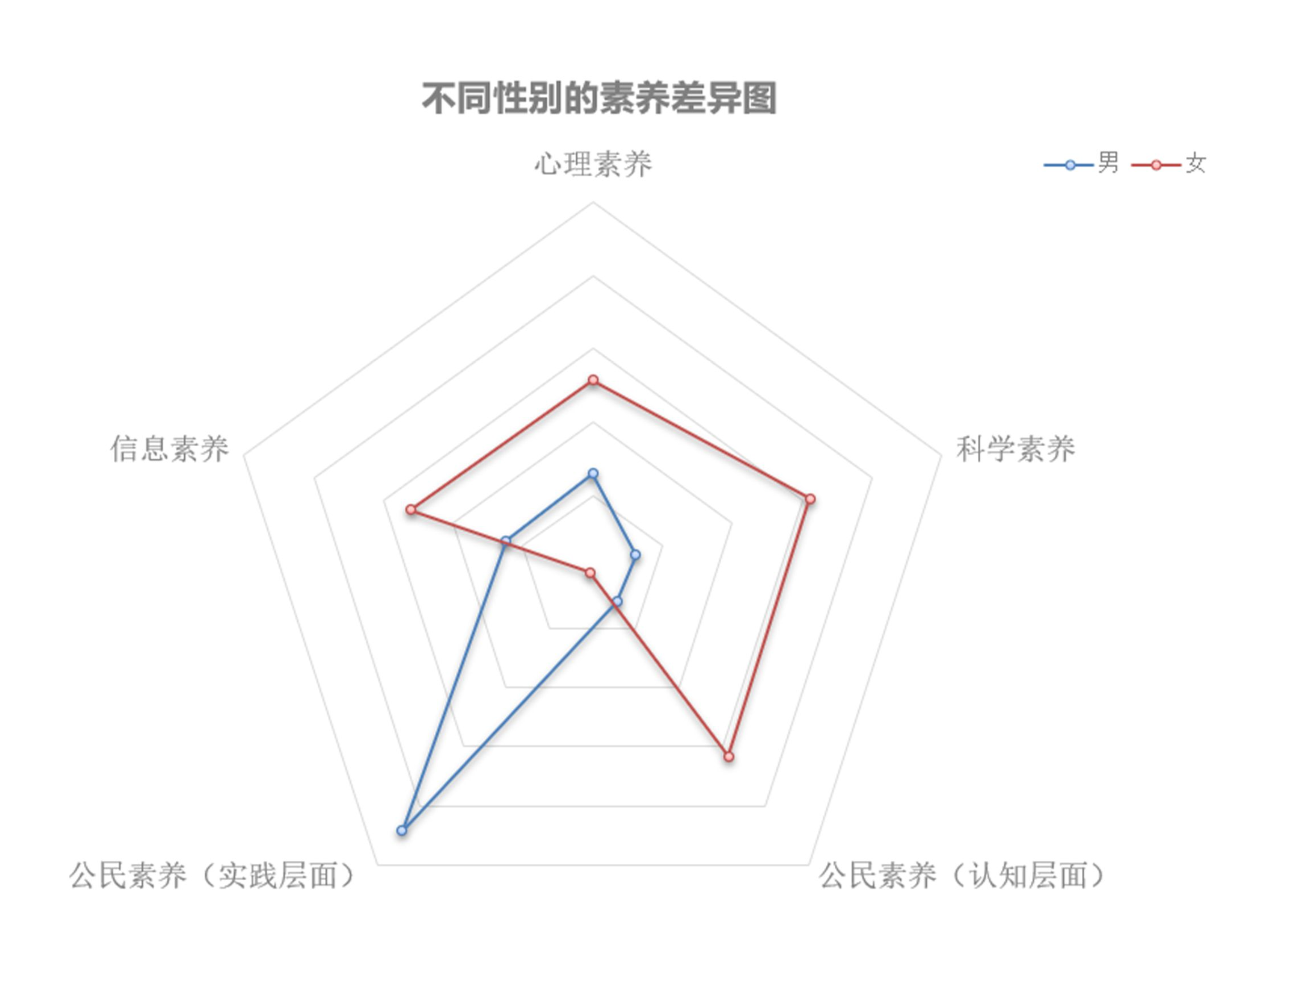 不同性别的素养差异图
心理素养
男 女
信息素养
科学素养
公民素养（实践层面）
公民素养（认知层面）